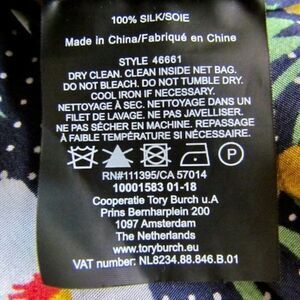 100% SILK/SOIE
Made in China/Fabriqué en Chine
STYLE 46661
DRY CLEAN. CLEAN INSIDE NET BAG.
DO NOT BLEACH. DO NOT TUMBLE DRY.
COOL IRON IF NECESSARY.
NETTOYAGE À SEC. NETTOYAGE DANS UN
FILET DE LAVAGE. NE PAS JAVELLISER.
NE PAS SÉCHER EN MACHINE. REPASSAGE
À FAIBLE TEMPÉRATURE SI NÉCESSAIRE.
P
RN#111395/CA 57014
10001583 01-18
Cooperatie Tory Burch u.A
Prins Bernharplein 200
1097 Amsterdam
The Netherlands
www.toryburch.eu
VAT number: NL8234.88.846.B.01